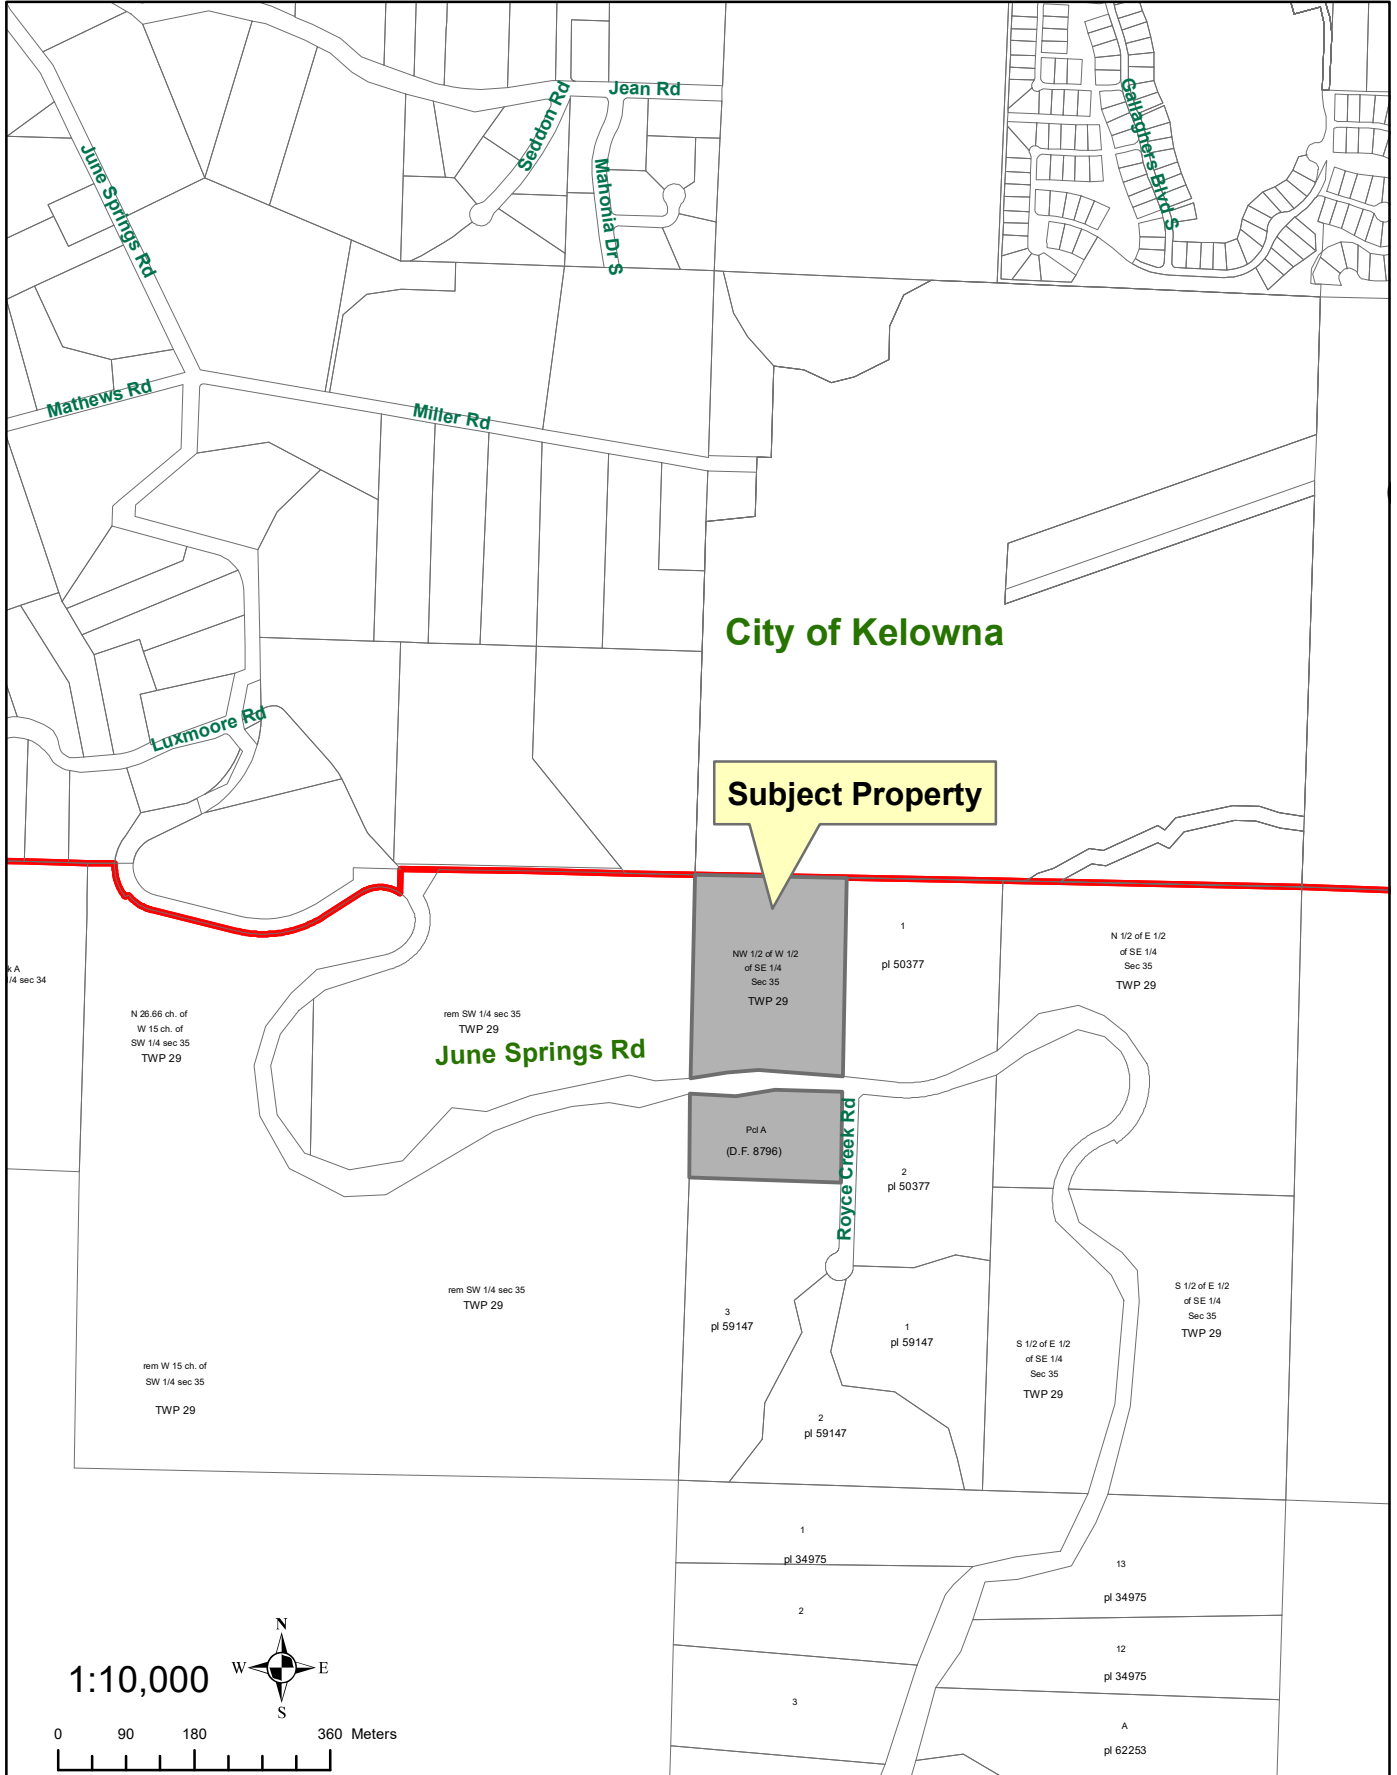 Jean Rd
Seddon Rd
Gallaghers Blvd S
June Springs Rd
Mahonia Dr S
Mathews Rd
Miller Rd
City of Kelowna
Luxmoore Rd
Subject Property
1
pl 50377
N 1/2 of E 1/2
of SE 1/4
Sec 35
TWP 29
NW 1/2 of W 1/2
of SE 1/4
Sec 35
TWP 29
k A
/4 sec 34
N 26.66 ch. of
W 15 ch. of
SW 1/4 sec 35
TWP 29
rem SW 1/4 sec 35
TWP 29
June Springs Rd
Pcl A
(D.F. 8796)
Royce Creek Rd
2
pl 50377
rem SW 1/4 sec 35
TWP 29
S 1/2 of E 1/2
of SE 1/4
Sec 35
TWP 29
3
pl 59147
1
pl 59147
S 1/2 of E 1/2
of SE 1/4
Sec 35
TWP 29
rem W 15 ch. of
SW 1/4 sec 35
TWP 29
2
pl 59147
1
pl 34975
13
pl 34975
2
12
pl 34975
3
A
pl 62253
N
W E
S
1:10,000
0 90 180 360 Meters